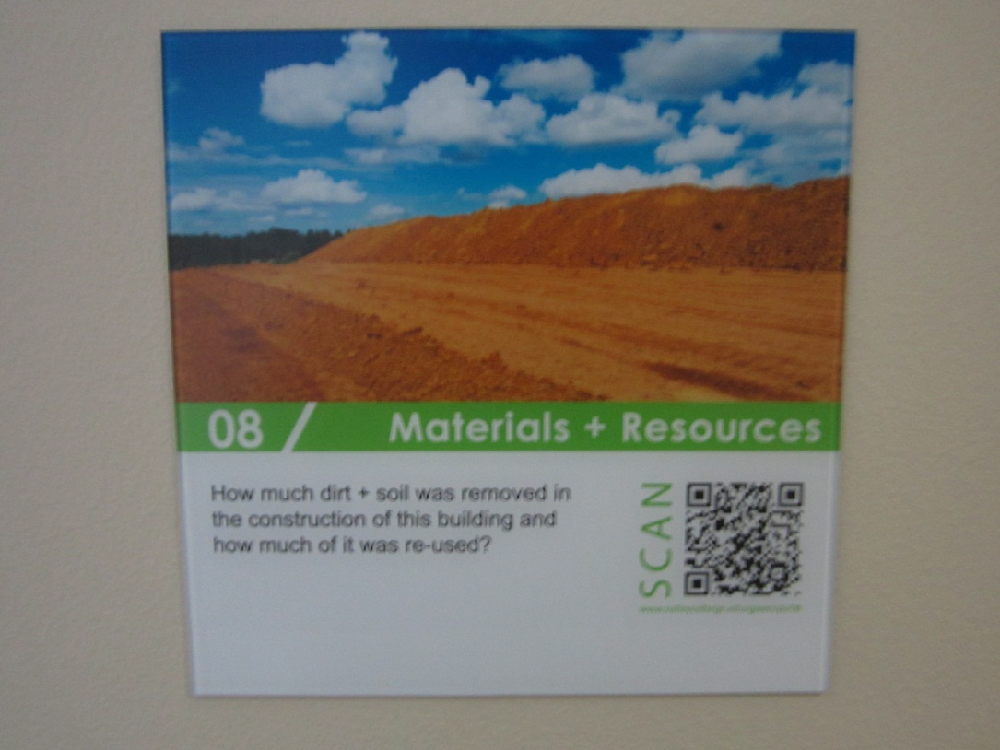 08 / Materials + Resources
How much dirt + soil was removed in
the construction of this building and
how much of it was re-used?
SCAN